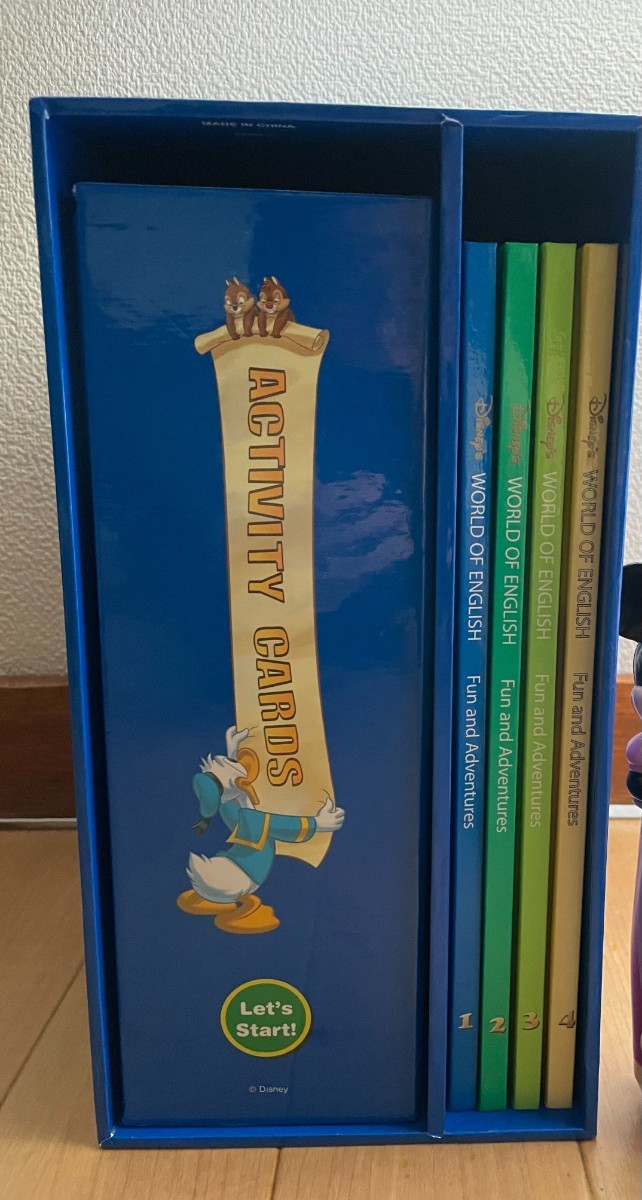 MADE IN CHINA
ACTIVITY CARDS
Let's
Start!
© Disney
Disney's WORLD OF ENGLISH Fun and Adventures 1
Disney's WORLD OF ENGLISH Fun and Adventures 2
Disney's WORLD OF ENGLISH Fun and Adventures 3
Disney's WORLD OF ENGLISH Fun and Adventures 4